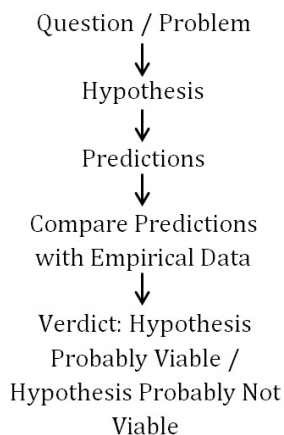 Question / Problem
Hypothesis
Predictions
Compare Predictions
with Empirical Data
Verdict: Hypothesis
Probably Viable /
Hypothesis Probably Not
Viable